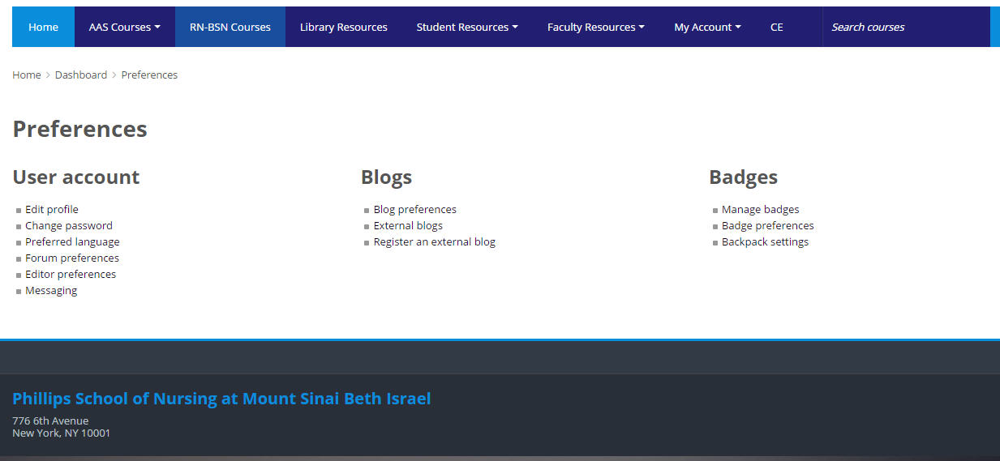 Home AAS Courses RN-BSN Courses Library Resources Student Resources Faculty Resources My Account CE Search courses
Home > Dashboard > Preferences
Preferences
User account
Edit profile
Change password
Preferred language
Forum preferences
Editor preferences
Messaging
Blogs
Blog preferences
External blogs
Register an external blog
Badges
Manage badges
Badge preferences
Backpack settings
Phillips School of Nursing at Mount Sinai Beth Israel
776 6th Avenue
New York, NY 10001